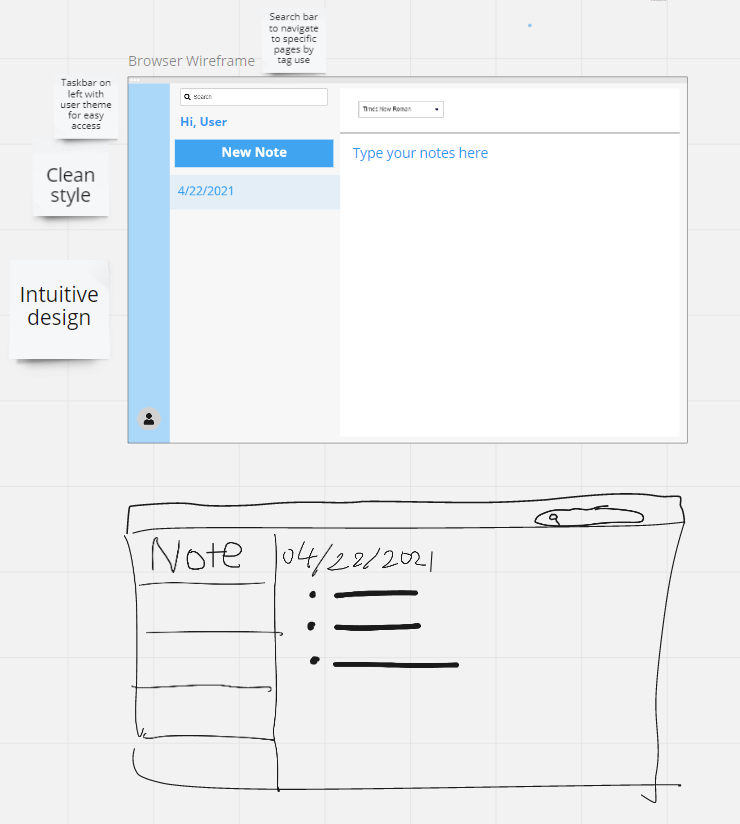 Search bar
to navigate
to specific
pages by
tag use
Browser Wireframe
Taskbar on
left with
user theme
for easy
access
Search
Times New Roman
Hi, User
New Note
Type your notes here
Clean
style
4/22/2021
Intuitive
design
Note
04/22/2021